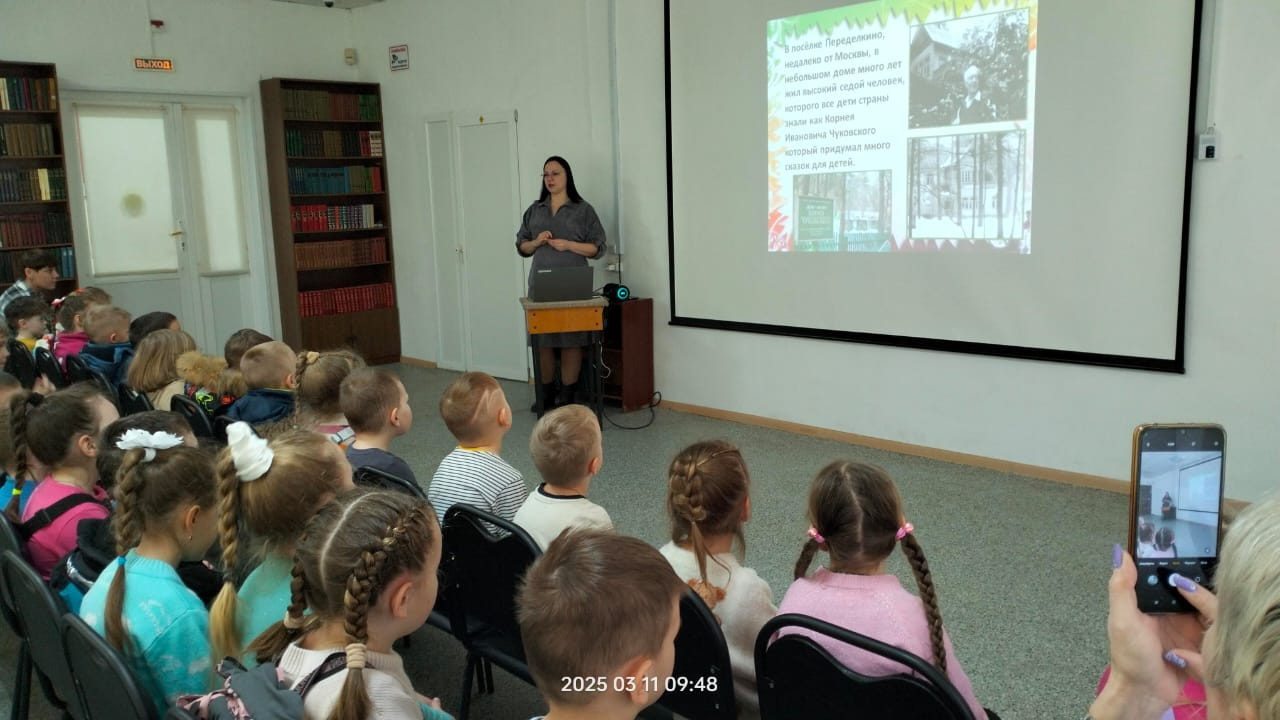 ВЫХОД
В посёлке Переделкино,
недалеко от Москвы, в
небольшом доме много лет
жил высокий седой человек,
которого все дети страны
знали как Корнея
Ивановича Чуковского
который придумал много
сказок для детей.
2025 03 11 09:48